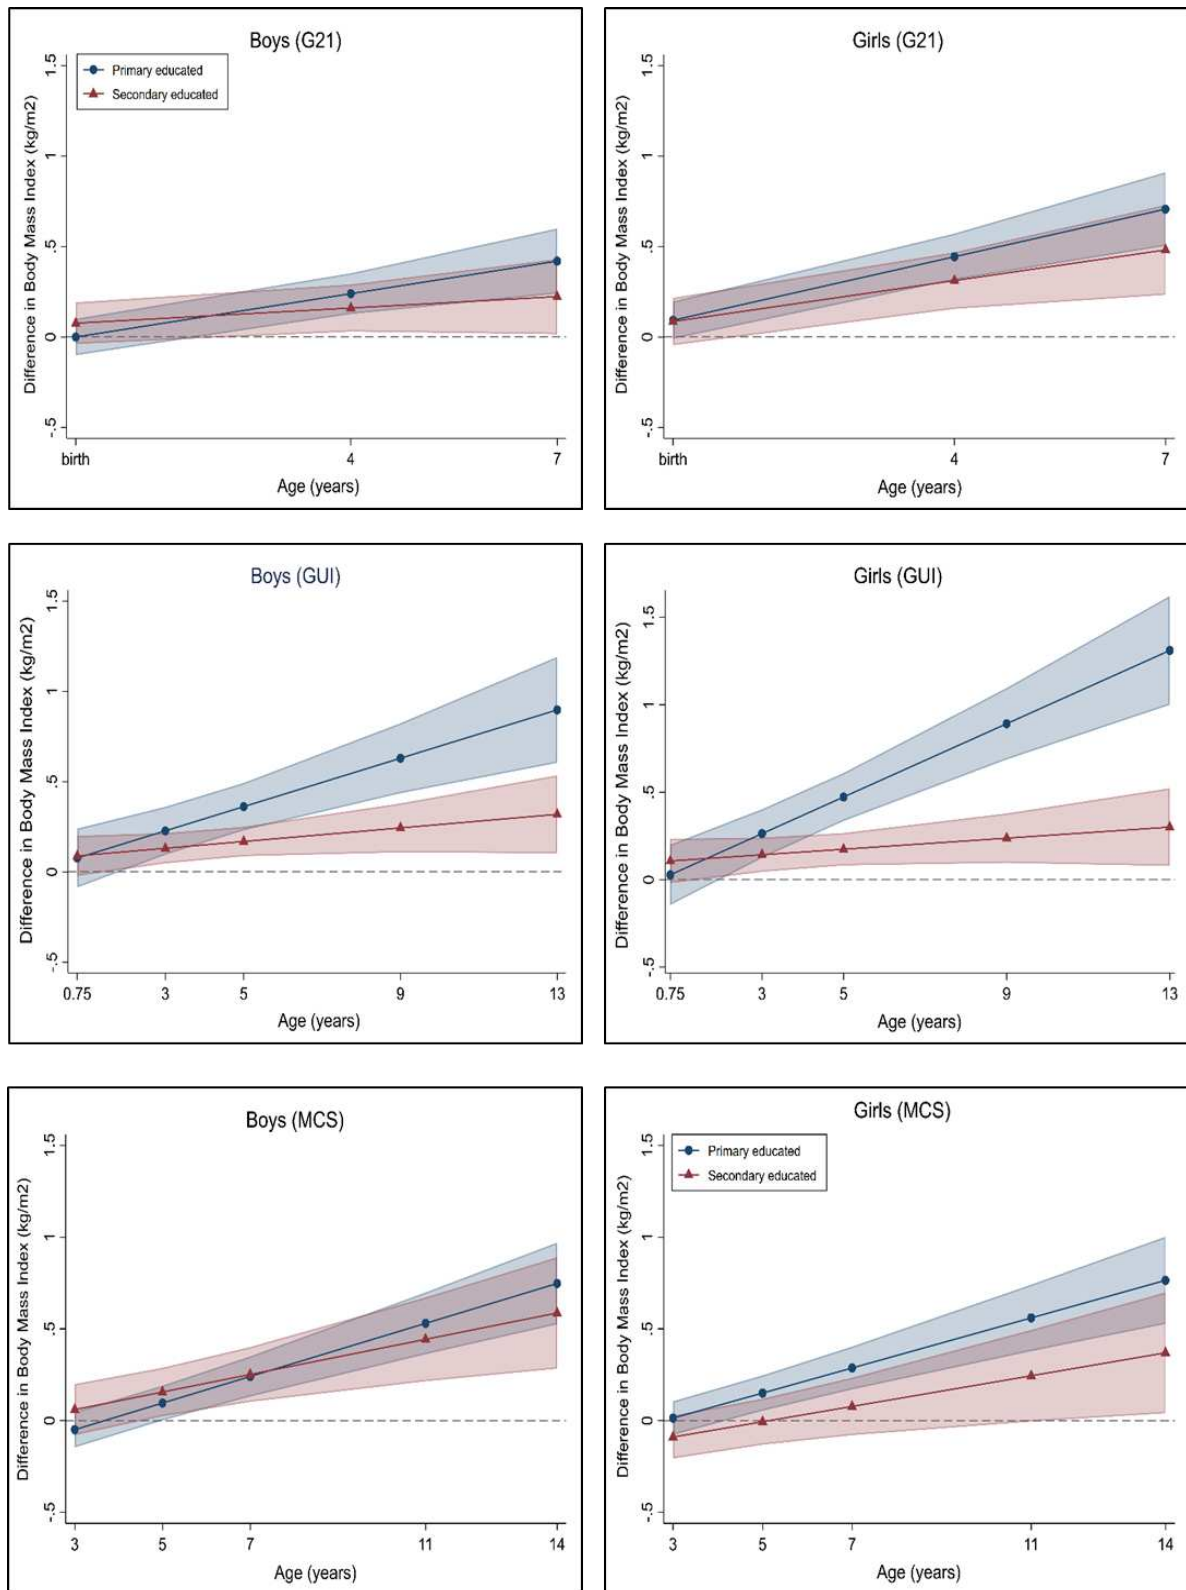 Boys (G21)
Difference in Body Mass Index (kg/m2)
1.5
1
.5
0
-.5
Primary educated
Secondary educated
birth 4 7
Age (years)
Girls (G21)
Difference in Body Mass Index (kg/m2)
1.5
1
.5
0
-.5
birth 4 7
Age (years)
Boys (GUI)
Difference in Body Mass Index (kg/m2)
1.5
1
.5
0
-.5
0.75 3 5 9 13
Age (years)
Girls (GUI)
Difference in Body Mass Index (kg/m2)
1.5
1
.5
0
-.5
0.75 3 5 9 13
Age (years)
Boys (MCS)
Difference in Body Mass Index (kg/m2)
1.5
1
.5
0
-.5
3 5 7 11 14
Age (years)
Girls (MCS)
Difference in Body Mass Index (kg/m2)
1.5
1
.5
0
-.5
Primary educated
Secondary educated
3 5 7 11 14
Age (years)